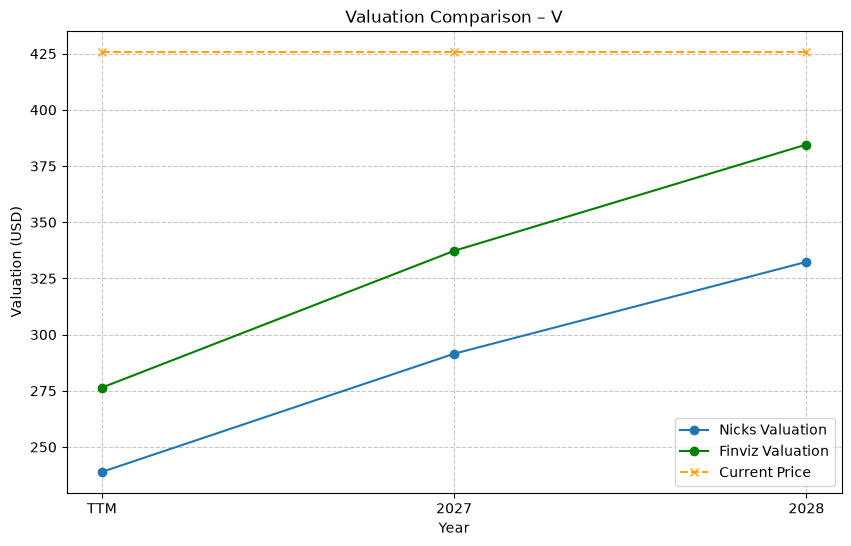 Valuation Comparison – V
Valuation (USD)
425
400
375
350
325
300
275
250
TTM
2027
2028
Year
Nicks Valuation
Finviz Valuation
Current Price